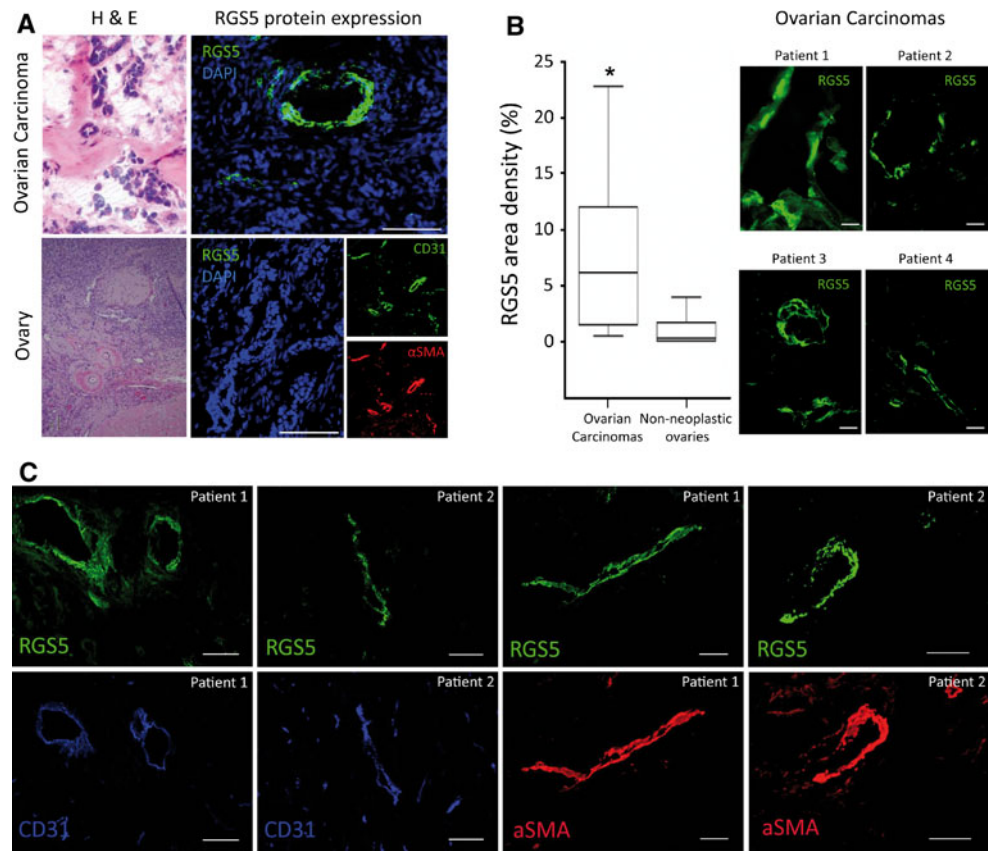 A
H & E
RGS5 protein expression
Ovarian Carcinoma
RGS5
DAPI
Ovary
RGS5
DAPI
CD31
αSMA
B
Ovarian Carcinomas
RGS5 area density (%)
25
20
15
10
5
0
*
Ovarian
Carcinomas
Non-neoplastic
ovaries
Patient 1
RGS5
Patient 2
RGS5
Patient 3
RGS5
Patient 4
RGS5
C
Patient 1
RGS5
Patient 2
RGS5
Patient 1
RGS5
Patient 2
RGS5
Patient 1
CD31
Patient 2
CD31
Patient 1
aSMA
Patient 2
aSMA